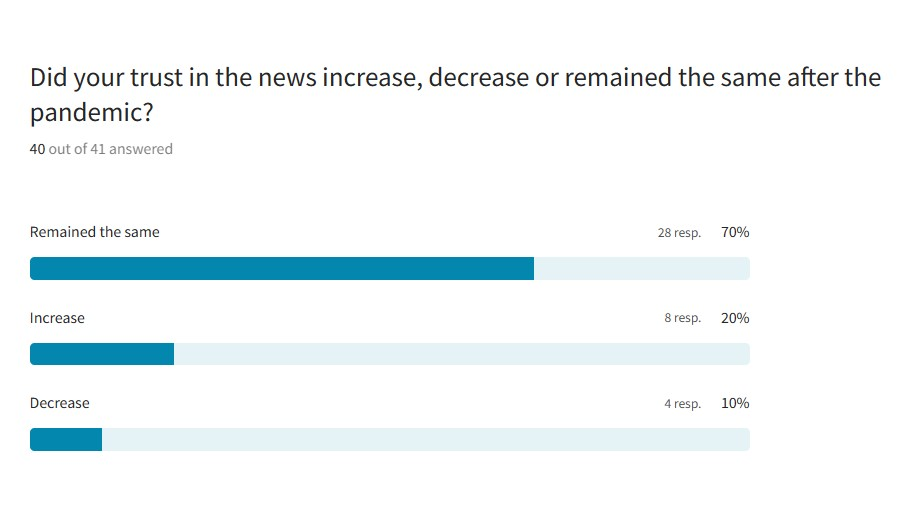 Did your trust in the news increase, decrease or remained the same after the
pandemic?
40 out of 41 answered
Remained the same 28 resp. 70%
Increase 8 resp. 20%
Decrease 4 resp. 10%